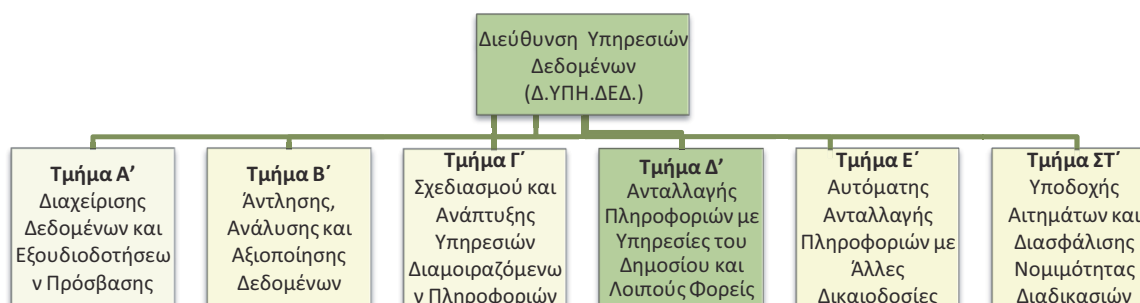 Διεύθυνση Υπηρεσιών
Δεδομένων
(Δ.ΥΠΗ.ΔΕΔ.)
Τμήμα Α’
Διαχείρισης
Δεδομένων και
Εξουδιοδοτήσεω
ν Πρόσβασης
Τμήμα Β΄
Άντλησης,
Ανάλυσης και
Αξιοποίησης
Δεδομένων
Τμήμα Γ΄
Σχεδιασμού και
Ανάπτυξης
Υπηρεσιών
Διαμοιραζόμενω
ν Πληροφοριών
Τμήμα Δ’
Ανταλλαγής
Πληροφοριών με
Υπηρεσίες του
Δημοσίου και
Λοιπούς Φορείς
Τμήμα Ε΄
Αυτόματης
Ανταλλαγής
Πληροφοριών με
Άλλες
Δικαιοδοσίες
Τμήμα ΣΤ΄
Υποδοχής
Αιτημάτων και
Διασφάλισης
Νομιμότητας
Διαδικασιών